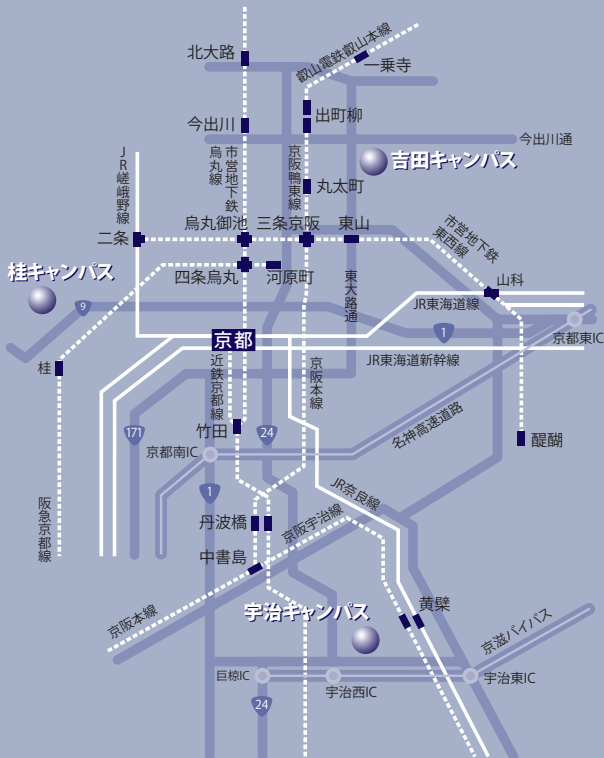 北大路
叡山電鉄叡山本線
一乗寺
出町柳
今出川
今出川通
JR嵯峨野線
烏丸線
市営地下鉄
京阪鴨東線
吉田キャンパス
丸太町
烏丸御池
三条京阪
東山
二条
市営地下鉄
東西線
桂キャンパス
四条烏丸
河原町
東大路通
山科
JR東海道線
9
1
京都東IC
京都
JR東海道新幹線
桂
近鉄京都線
京阪本線
171
竹田
24
名神高速道路
醍醐
京都南IC
1
JR奈良線
阪急京都線
丹波橋
京阪宇治線
中書島
京阪本線
宇治キャンパス
黄檗
京滋バイパス
巨椋IC
宇治西IC
宇治東IC
24